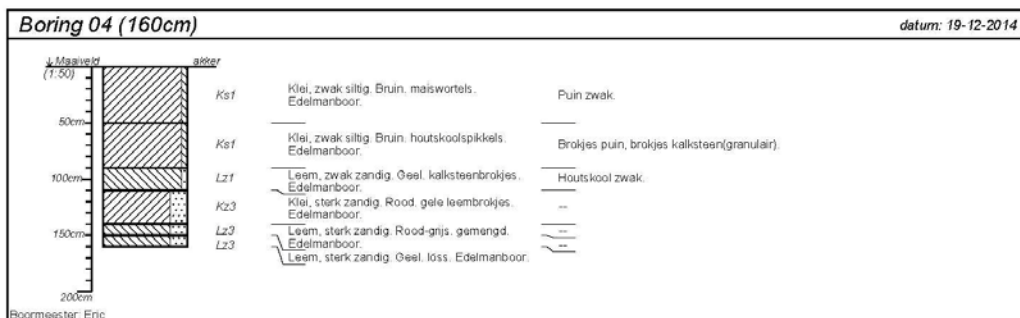 Boring 04 (160cm) datum: 19-12-2014
↓ Maaiveld akker
(1:50)
Ks1 Klei, zwak siltig. Bruin. maiswortels. Edelmanboor. Puin zwak.
50cm
Ks1 Klei, zwak siltig. Bruin. houtskoolspikkels. Edelmanboor. Brokjes puin, brokjes kalksteen(granulair).
100cm Lz1 Leem, zwak zandig. Geel. kalksteenbrokjes. Edelmanboor. Houtskool zwak.
Kz3 Klei, sterk zandig. Rood. gele leembrokjes. Edelmanboor. --
150cm Lz3 Leem, sterk zandig. Rood-grijs. gemengd. Edelmanboor. --
Lz3 Leem, sterk zandig. Geel. löss. Edelmanboor. --
200cm
Boormeester: Eric